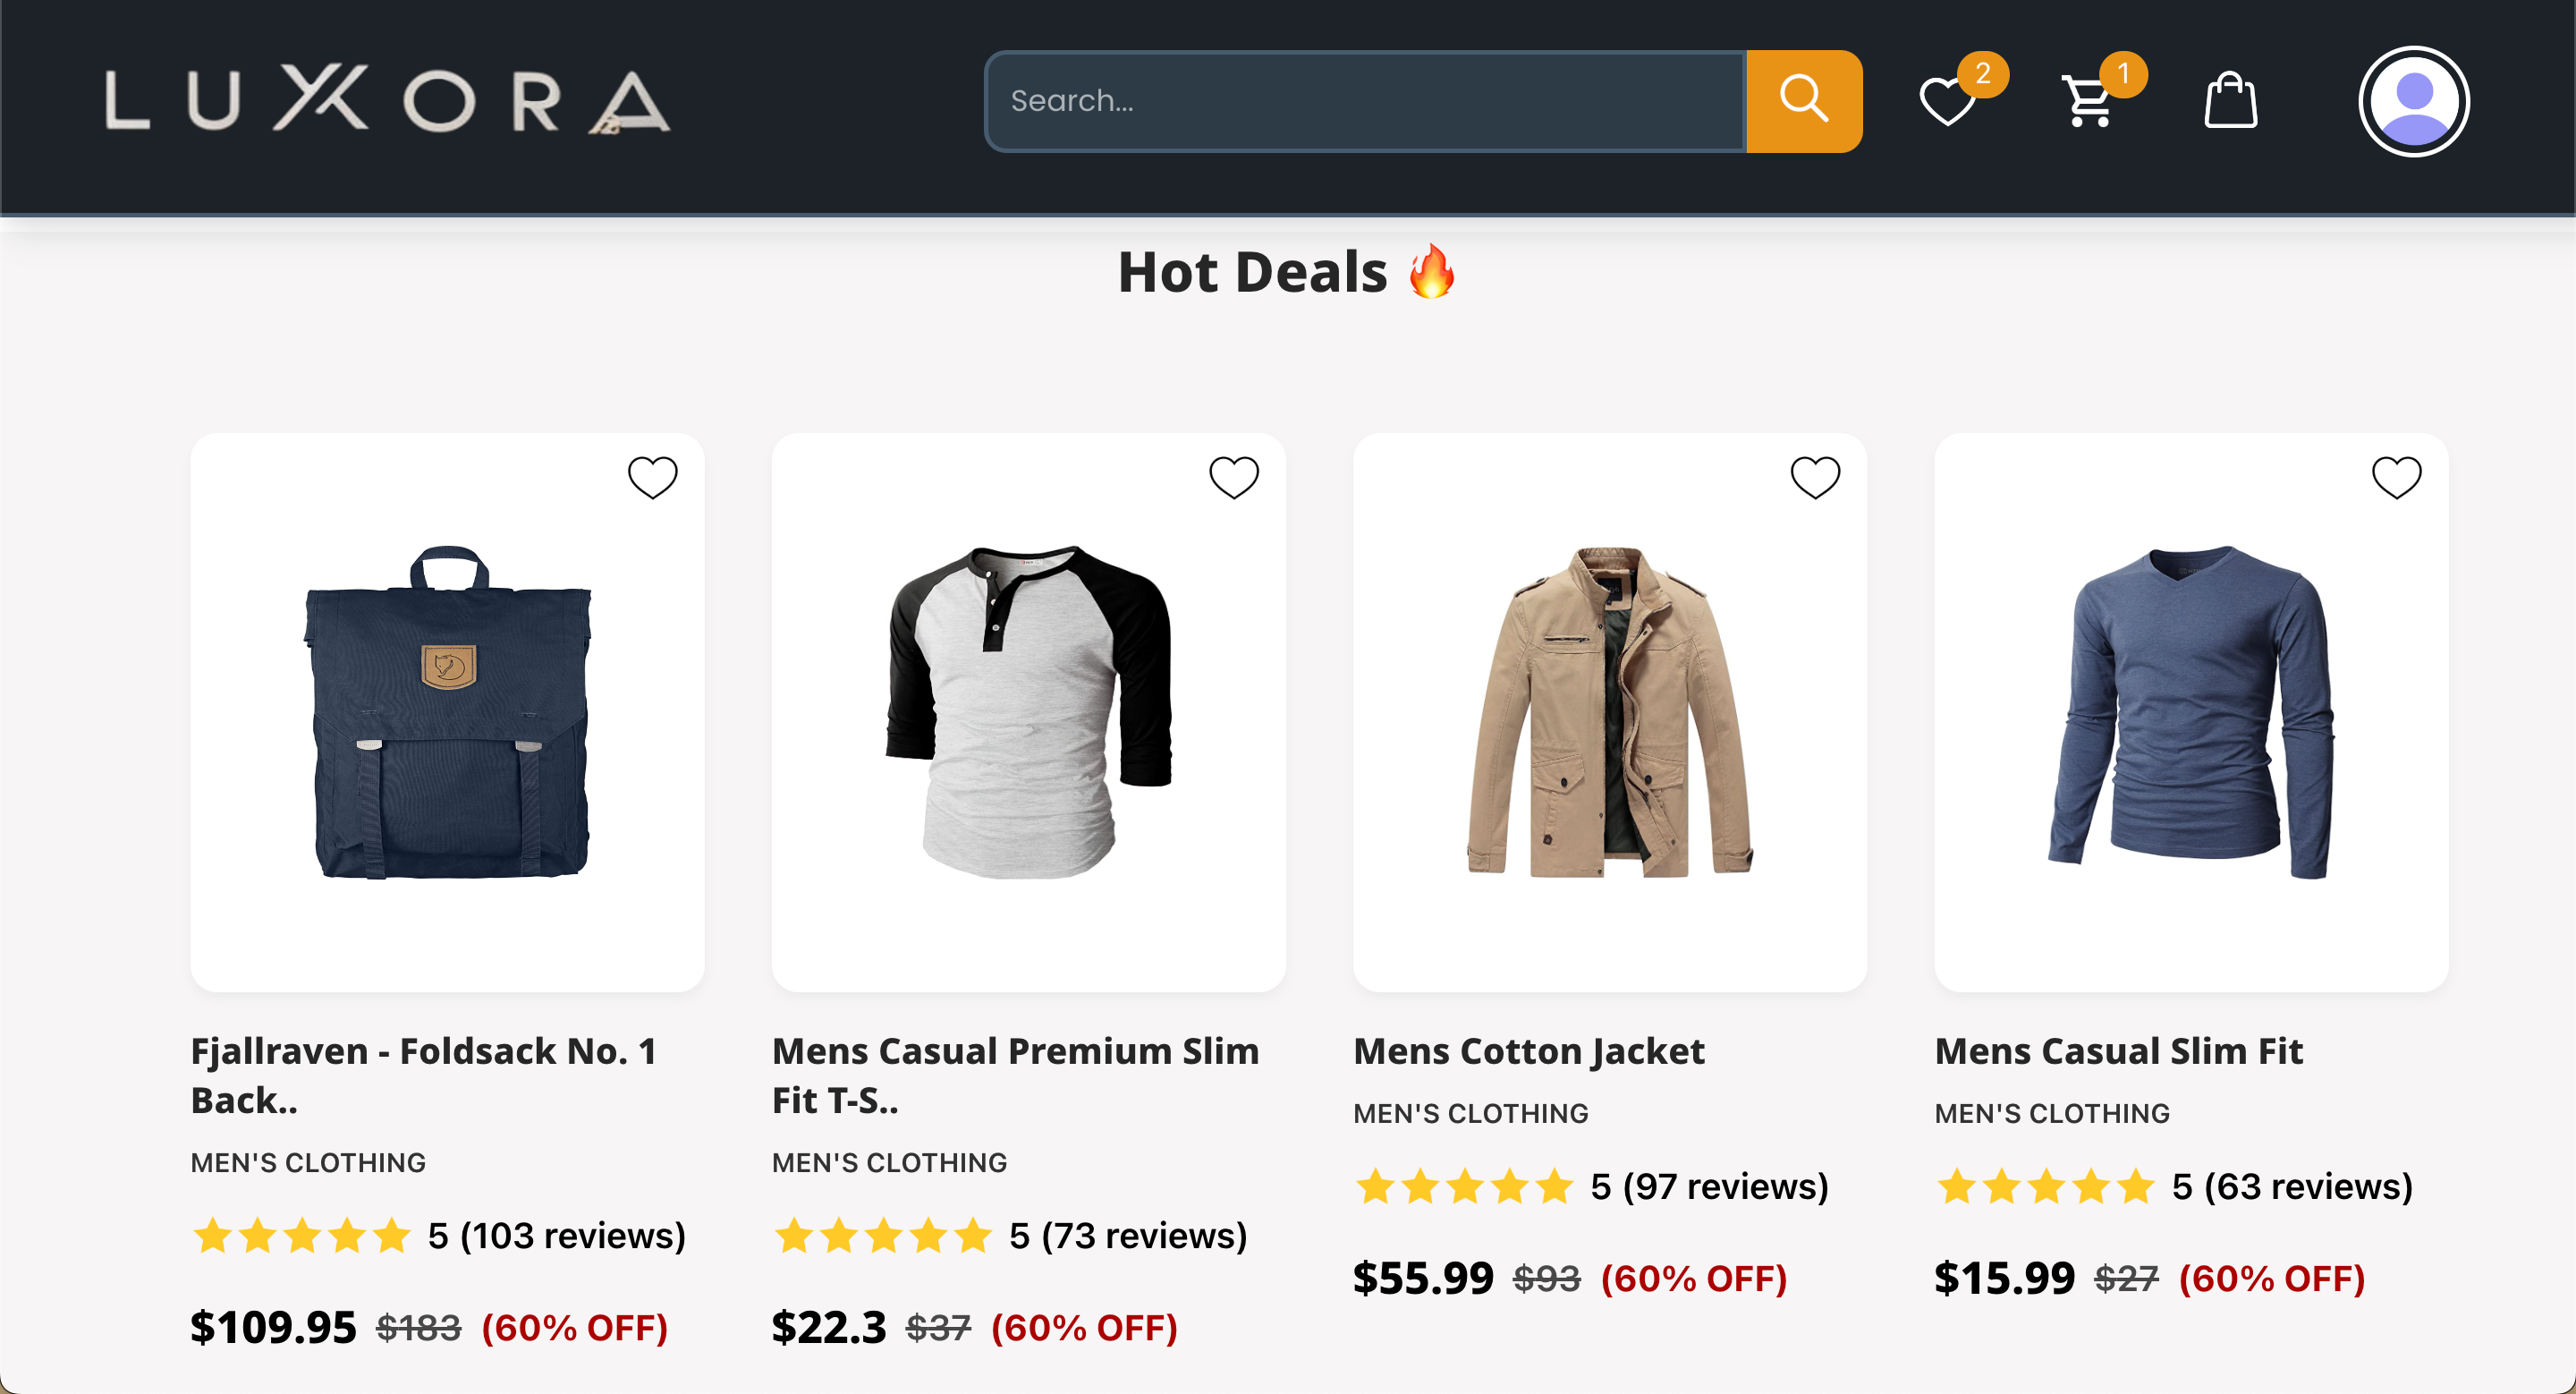 LUXORA
Search...
2
1
Hot Deals 🔥
Fjallraven - Foldsack No. 1
Back..
MEN'S CLOTHING
5 (103 reviews)
$109.95 $183 (60% OFF)
Mens Casual Premium Slim
Fit T-S..
MEN'S CLOTHING
5 (73 reviews)
$22.3 $37 (60% OFF)
Mens Cotton Jacket
MEN'S CLOTHING
5 (97 reviews)
$55.99 $93 (60% OFF)
Mens Casual Slim Fit
MEN'S CLOTHING
5 (63 reviews)
$15.99 $27 (60% OFF)